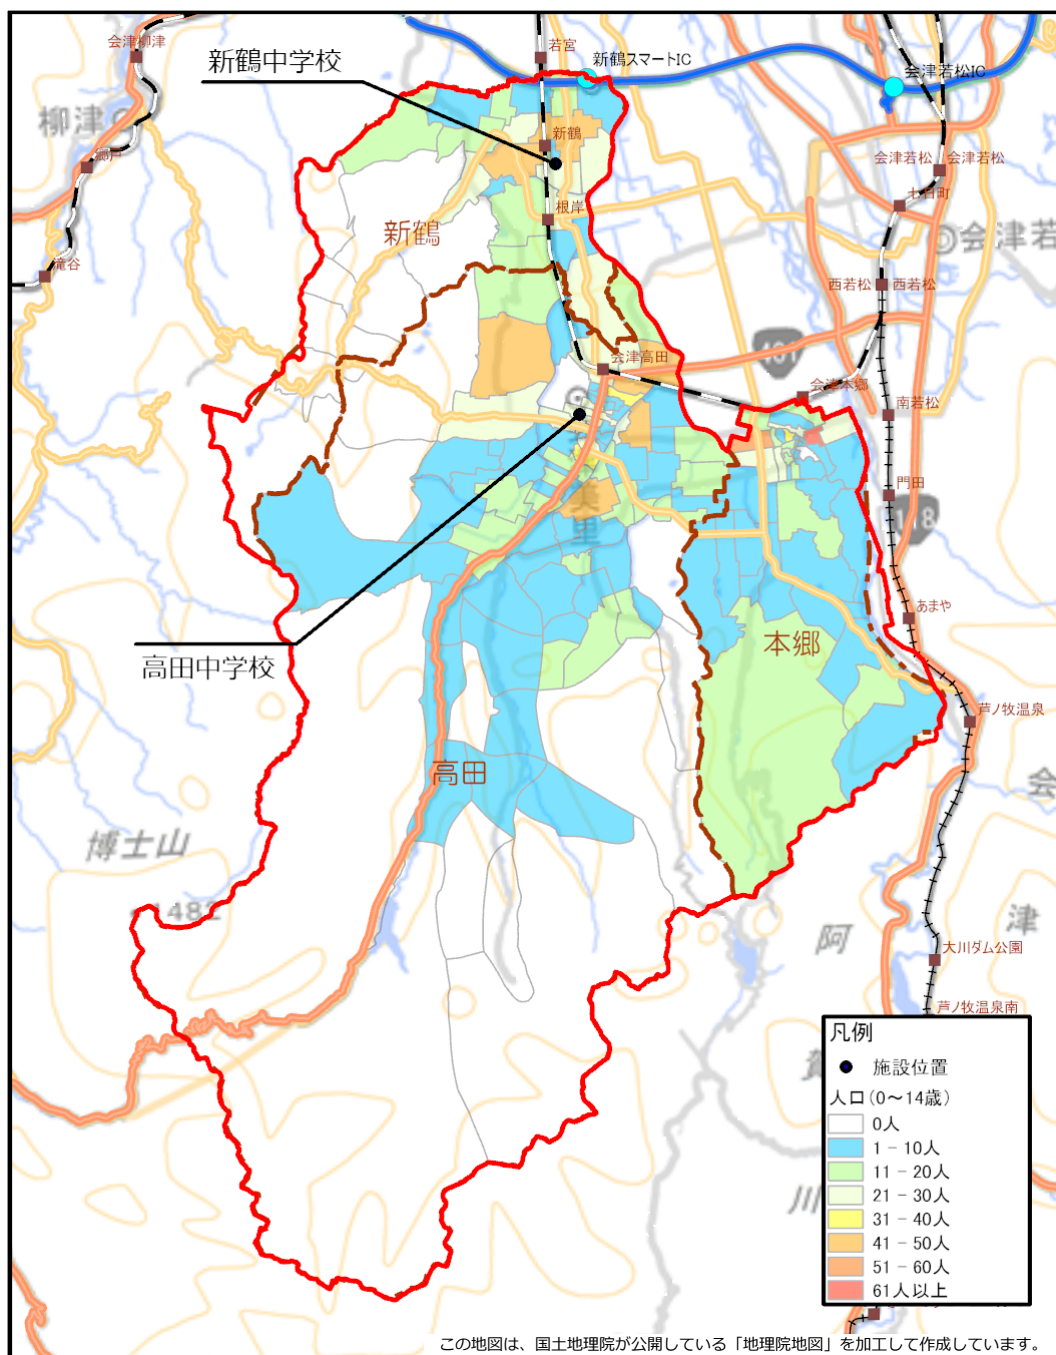 会津柳津
新鶴中学校
若宮
新鶴スマートIC
会津若松IC
柳津
郷戸
新鶴
会津若松
会津若松
七日町
根岸
新鶴
会津若
滝谷
西若松
西若松
401
会津高田
会津本郷
南若松
門田
美里
118
あまや
高田中学校
本郷
芦ノ牧温泉
高田
会
博士山
1482
津
阿
大川ダム公園
芦ノ牧温泉南
賀
川
凡例
施設位置
人口(0～14歳)
0人
1 － 10人
11 － 20人
21 － 30人
31 － 40人
41 － 50人
51 － 60人
61人以上
この地図は、国土地理院が公開している「地理院地図」を加工して作成しています。